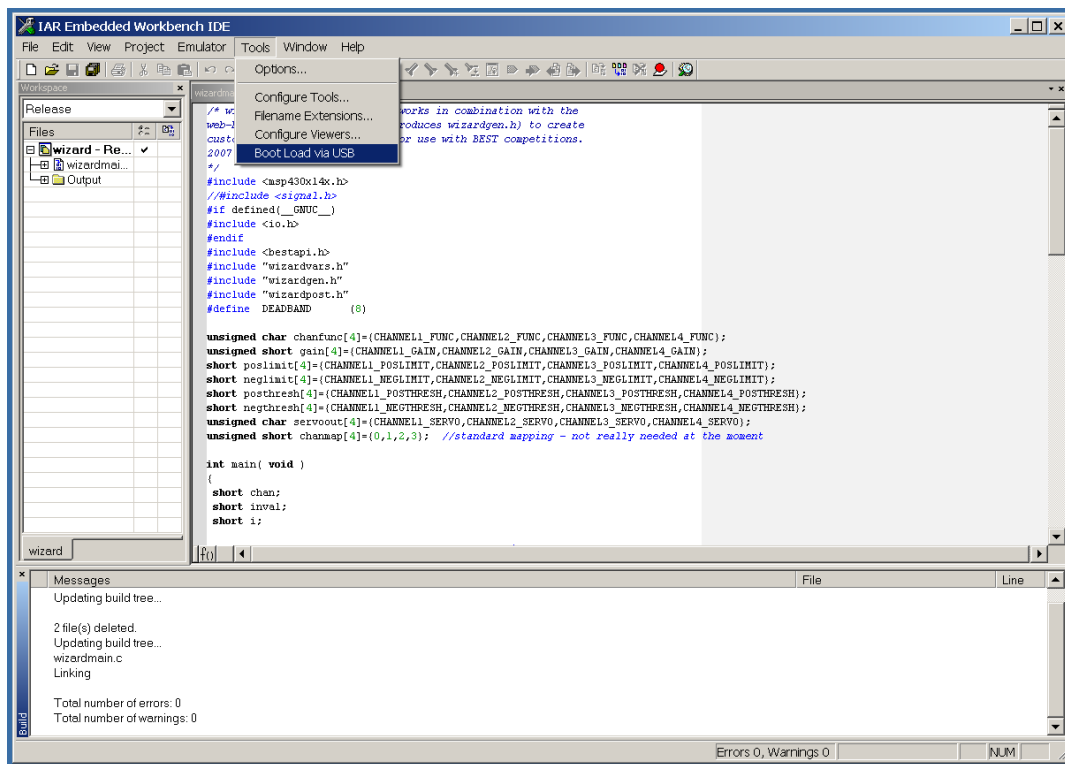 IAR Embedded Workbench IDE
File Edit View Project Emulator Tools Window Help
Options...
Configure Tools...
Filename Extensions...
Configure Viewers...
Boot Load via USB
Workspace
Release
Files
wizard - Re...
wizardmai...
Output
wizard
wizardma
/* w
works in combination with the
web-l
roduces wizardgen.h) to create
custo
or use with BEST competitions.
2007
*/
#include <msp430x14x.h>
//#include <signal.h>
#if defined(__GNUC__)
#include <io.h>
#endif
#include <bestapi.h>
#include "wizardvars.h"
#include "wizardgen.h"
#include "wizardpost.h"
#define DEADBAND (8)
unsigned char chanfunc[4]={CHANNEL1_FUNC,CHANNEL2_FUNC,CHANNEL3_FUNC,CHANNEL4_FUNC};
unsigned short gain[4]={CHANNEL1_GAIN,CHANNEL2_GAIN,CHANNEL3_GAIN,CHANNEL4_GAIN};
short poslimit[4]={CHANNEL1_POSLIMIT,CHANNEL2_POSLIMIT,CHANNEL3_POSLIMIT,CHANNEL4_POSLIMIT};
short neglimit[4]={CHANNEL1_NEGLIMIT,CHANNEL2_NEGLIMIT,CHANNEL3_NEGLIMIT,CHANNEL4_NEGLIMIT};
short posthresh[4]={CHANNEL1_POSTHRESH,CHANNEL2_POSTHRESH,CHANNEL3_POSTHRESH,CHANNEL4_POSTHRESH};
short negthresh[4]={CHANNEL1_NEGTHRESH,CHANNEL2_NEGTHRESH,CHANNEL3_NEGTHRESH,CHANNEL4_NEGTHRESH};
unsigned char servoout[4]={CHANNEL1_SERVO,CHANNEL2_SERVO,CHANNEL3_SERVO,CHANNEL4_SERVO};
unsigned short chanmap[4]={0,1,2,3}; //standard mapping - not really needed at the moment
int main( void )
{
short chan;
short inval;
short i;
f()
Messages File Line
Updating build tree...
2 file(s) deleted.
Updating build tree...
wizardmain.c
Linking
Total number of errors: 0
Total number of warnings: 0
Build
Errors 0, Warnings 0 NUM